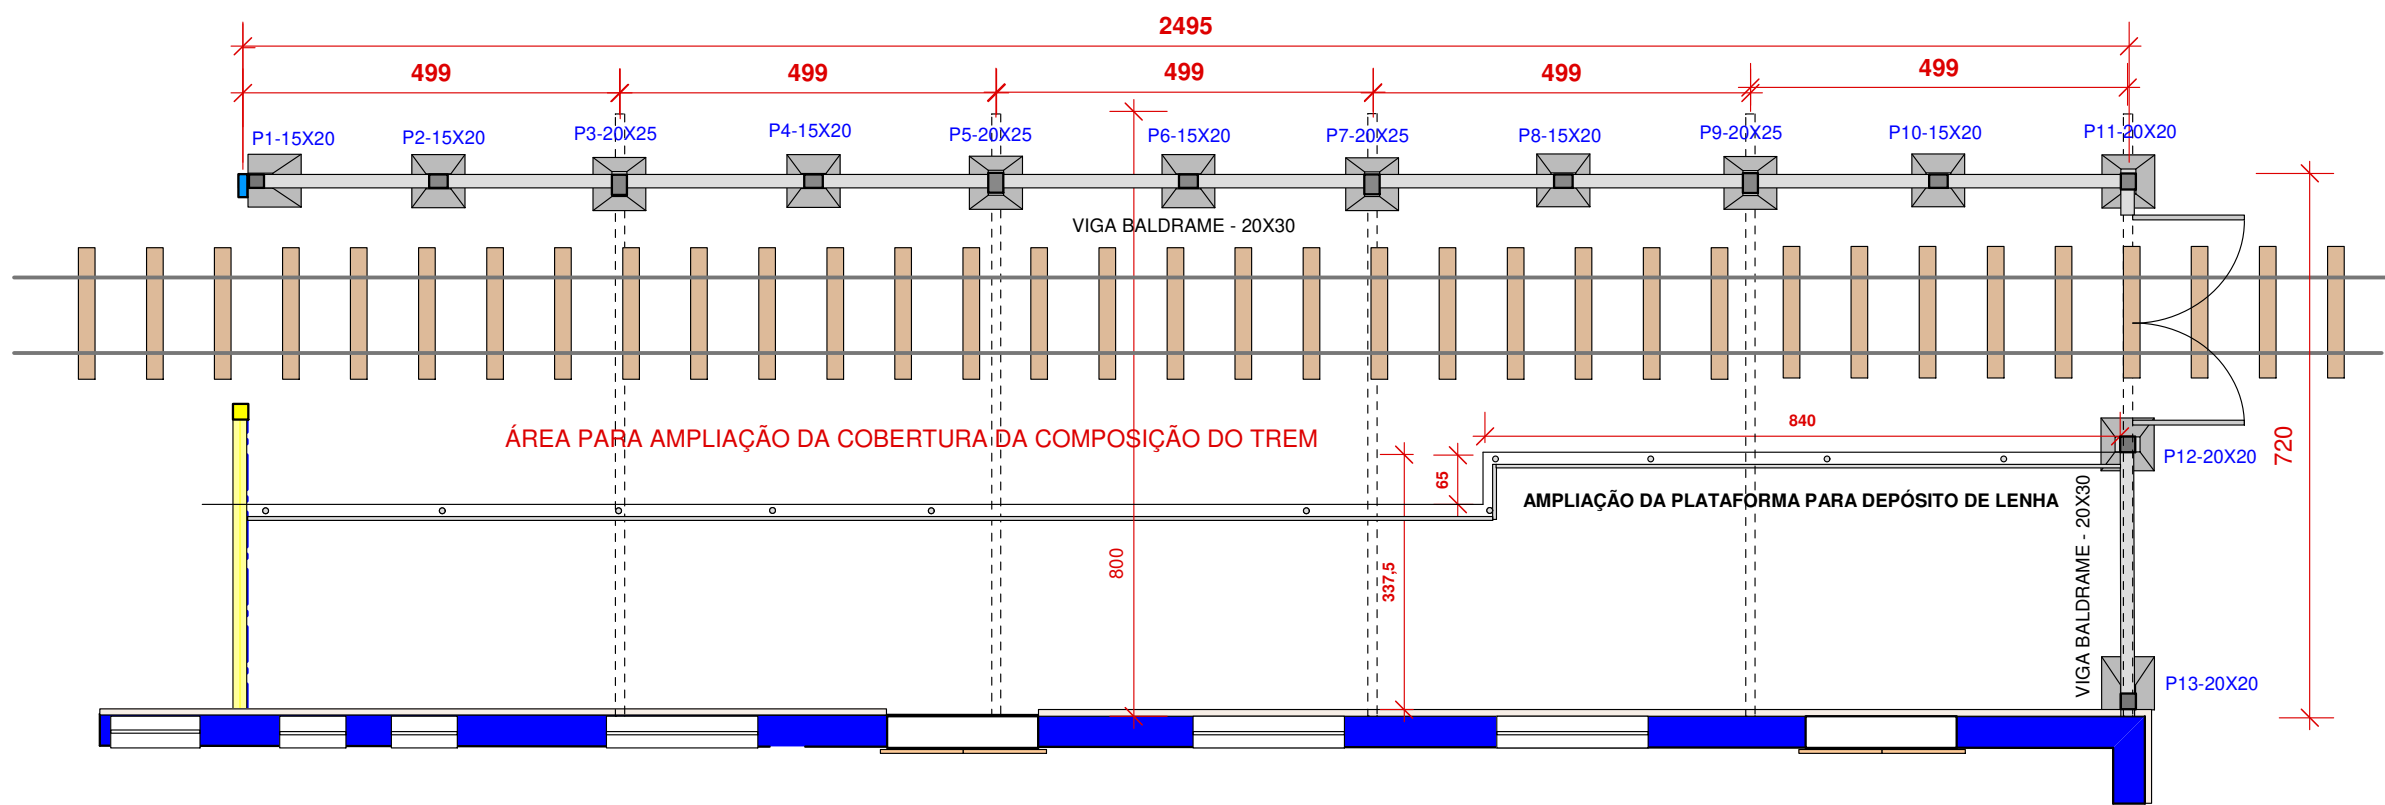 2495
499
499
499
499
499
P1-15X20
P2-15X20
P3-20X25
P4-15X20
P5-20X25
P6-15X20
P7-20X25
P8-15X20
P9-20X25
P10-15X20
P11-20X20
VIGA BALDRAME - 20X30
ÁREA PARA AMPLIAÇÃO DA COBERTURA DA COMPOSIÇÃO DO TREM
840
720
P12-20X20
65
AMPLIAÇÃO DA PLATAFORMA PARA DEPÓSITO DE LENHA
800
337,5
VIGA BALDRAME - 20X30
P13-20X20